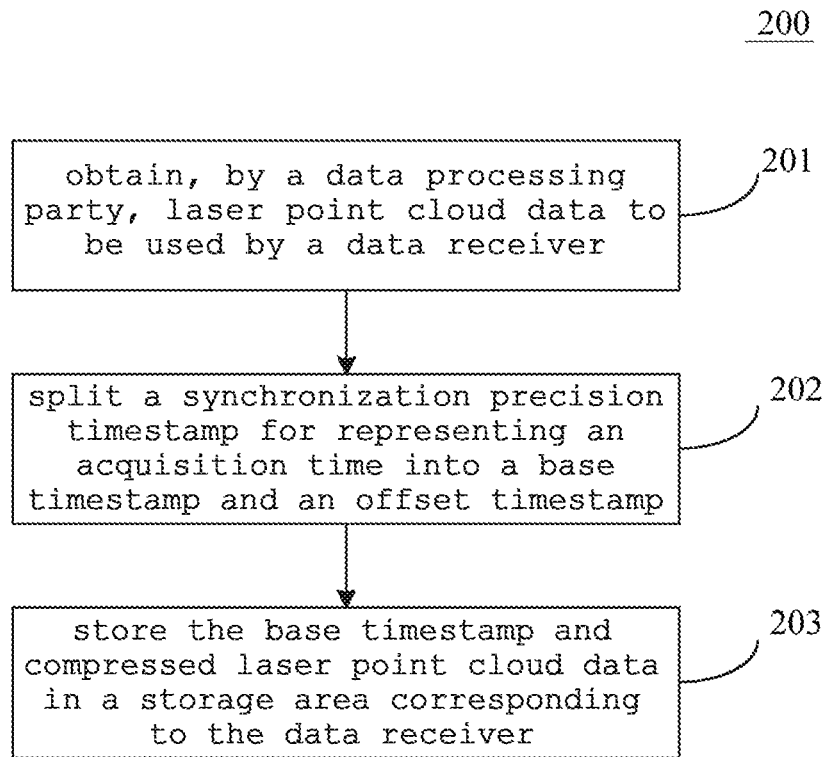 200
obtain, by a data processing
party, laser point cloud data to
be used by a data receiver
201
split a synchronization precision
timestamp for representing an
acquisition time into a base
timestamp and an offset timestamp
202
store the base timestamp and
compressed laser point cloud data
in a storage area corresponding
to the data receiver
203